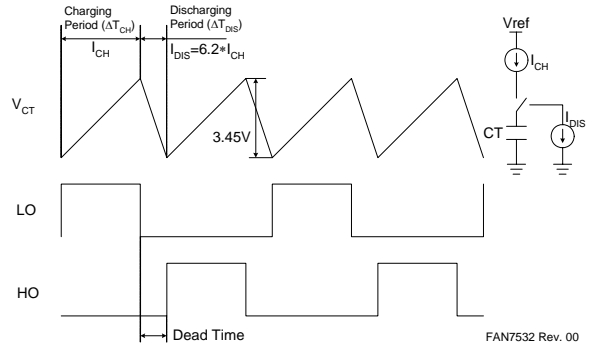 Charging
Period (ΔT_CH)
I_CH
Discharging
Period (ΔT_DIS)
I_DIS=6.2*I_CH
Vref
I_CH
V_CT
3.45V
CT
I_DIS
LO
HO
Dead Time
FAN7532 Rev. 00